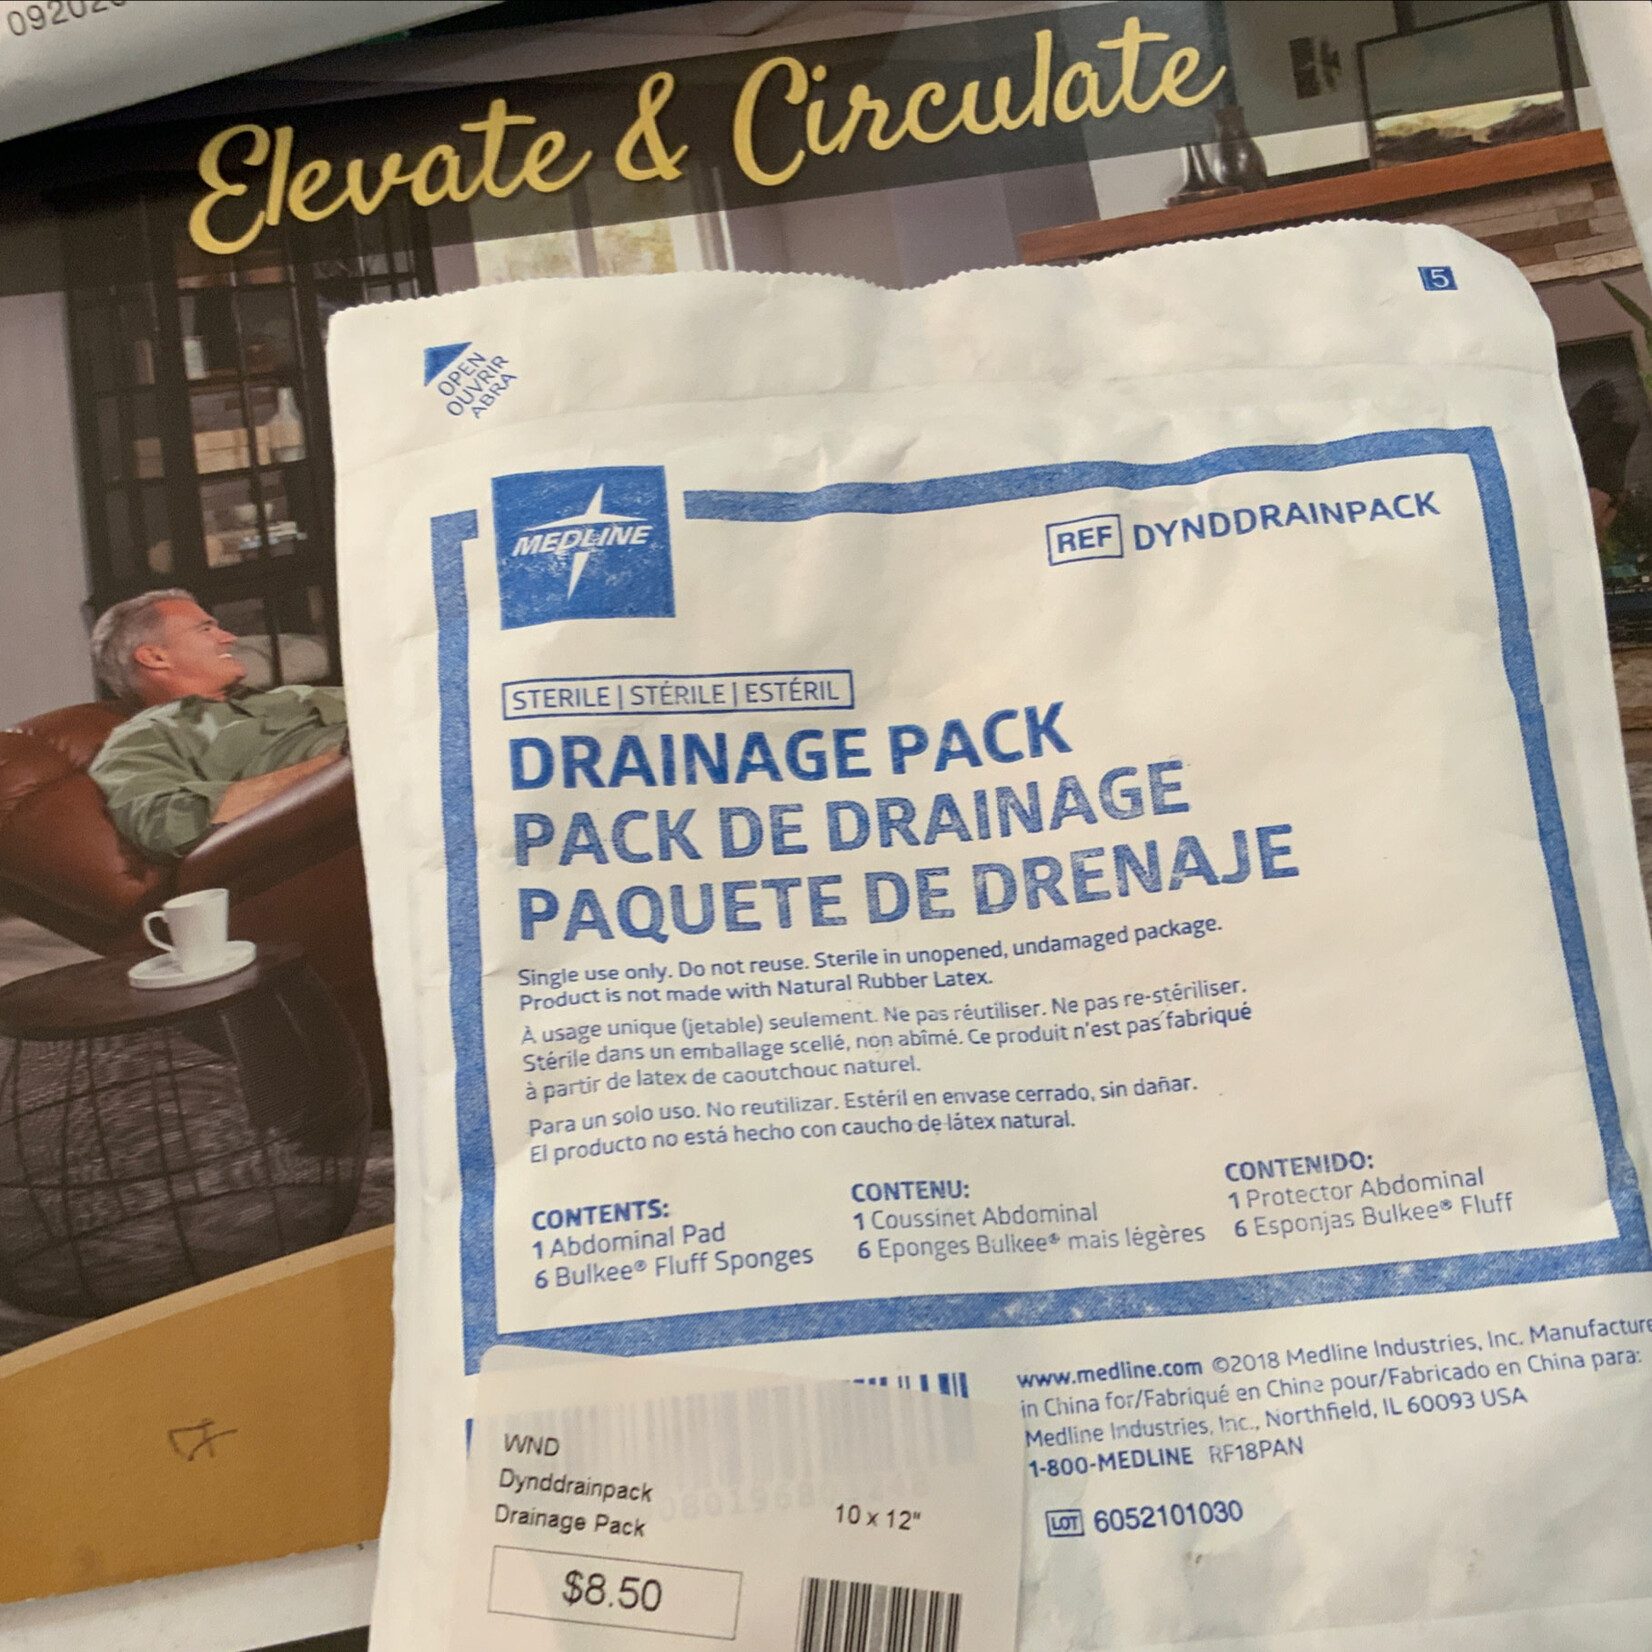 Elevate & Circulate
5
OPEN
OUVRIR
ABRA
MEDLINE
REF DYNDDRAINPACK
STERILE | STÉRILE | ESTÉRIL
DRAINAGE PACK
PACK DE DRAINAGE
PAQUETE DE DRENAJE
Single use only. Do not reuse. Sterile in unopened, undamaged package.
Product is not made with Natural Rubber Latex.
À usage unique (jetable) seulement. Ne pas réutiliser. Ne pas re-stériliser.
Stérile dans un emballage scellé, non abîmé. Ce produit n'est pas fabriqué
à partir de latex de caoutchouc naturel.
Para un solo uso. No reutilizar. Estéril en envase cerrado, sin dañar.
El producto no está hecho con caucho de látex natural.
CONTENTS:
1 Abdominal Pad
6 Bulkee® Fluff Sponges
CONTENU:
1 Coussinet Abdominal
6 Eponges Bulkee® mais légères
CONTENIDO:
1 Protector Abdominal
6 Esponjas Bulkee® Fluff
www.medline.com ©2018 Medline Industries, Inc. Manufacture
in China for/Fabriqué en Chine pour/Fabricado en China para:
Medline Industries, Inc., Northfield, IL 60093 USA
1-800-MEDLINE RF18PAN
LOT 6052101030
WND
Dynddrainpack
Drainage Pack
10 x 12"
$8.50